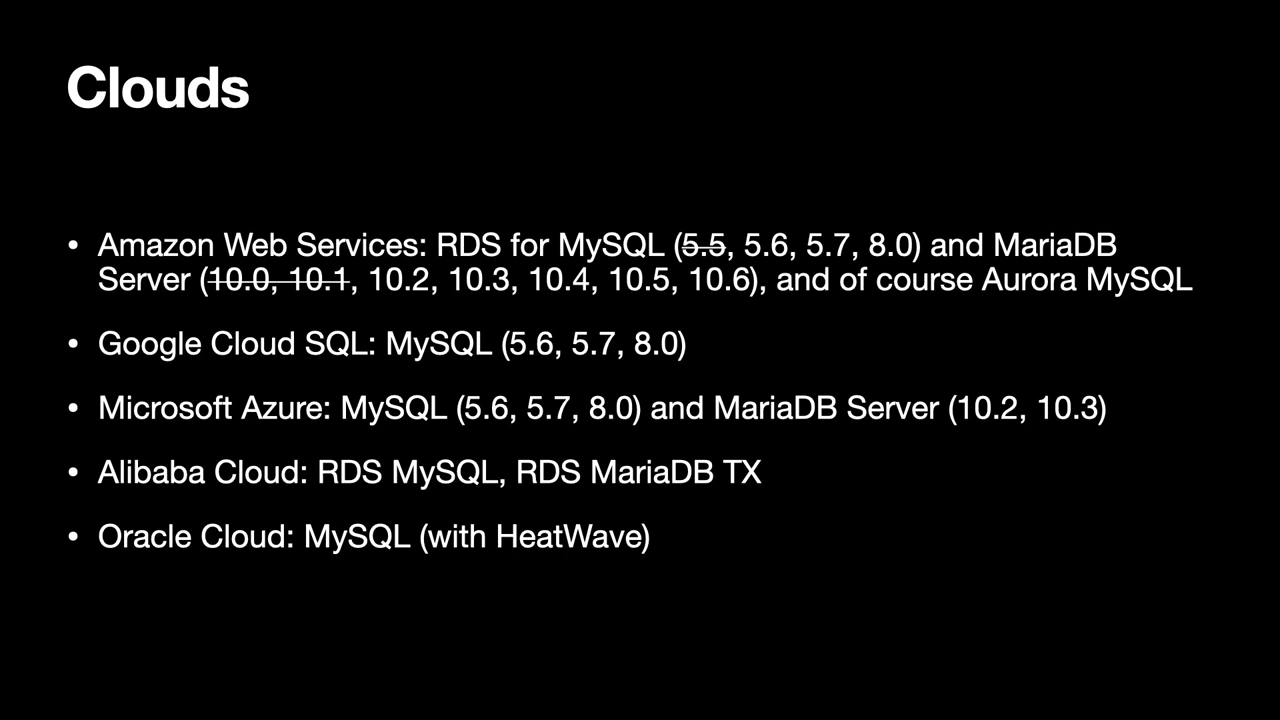 Clouds
• Amazon Web Services: RDS for MySQL (5.5, 5.6, 5.7, 8.0) and MariaDB
Server (10.0, 10.1, 10.2, 10.3, 10.4, 10.5, 10.6), and of course Aurora MySQL
• Google Cloud SQL: MySQL (5.6, 5.7, 8.0)
• Microsoft Azure: MySQL (5.6, 5.7, 8.0) and MariaDB Server (10.2, 10.3)
• Alibaba Cloud: RDS MySQL, RDS MariaDB TX
• Oracle Cloud: MySQL (with HeatWave)